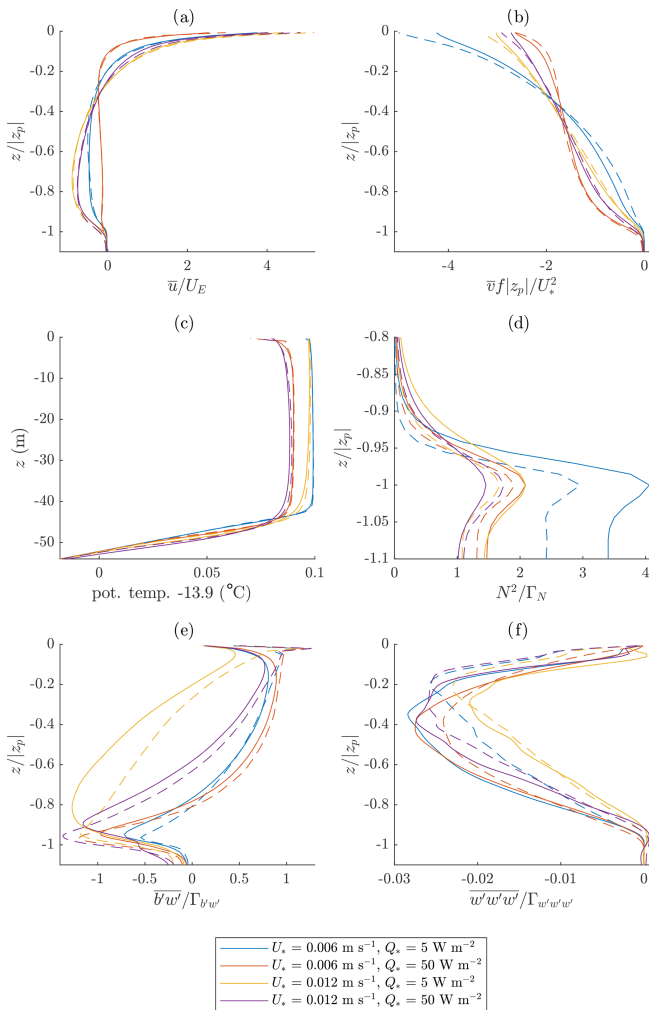 (a) (b)
0 0
-0.2 -0.2
-0.4 -0.4
z/|z_p| z/|z_p|
-0.6 -0.6
-0.8 -0.8
-1 -1
0 2 4 -4 -2 0
u̅/U_E v̅f|z_p|/U_*^2
(c) (d)
0 -0.8
-10 -0.85
-20 -0.9
z (m) z/|z_p|
-30 -0.95
-40 -1
-50 -1.05
-1.1
0 0.05 0.1 0 1 2 3 4
pot. temp. -13.9 (°C) N²/Γ_N
(e) (f)
0 0
-0.2 -0.2
-0.4 -0.4
z/|z_p| z/|z_p|
-0.6 -0.6
-0.8 -0.8
-1 -1
-1 -0.5 0 0.5 1 -0.03 -0.02 -0.01 0
b′w′/Γ_b′w′ w′w′w′/Γ_w′w′w′
U_* = 0.006 m s⁻¹, Q_* = 5 W m⁻²
U_* = 0.006 m s⁻¹, Q_* = 50 W m⁻²
U_* = 0.012 m s⁻¹, Q_* = 5 W m⁻²
U_* = 0.012 m s⁻¹, Q_* = 50 W m⁻²